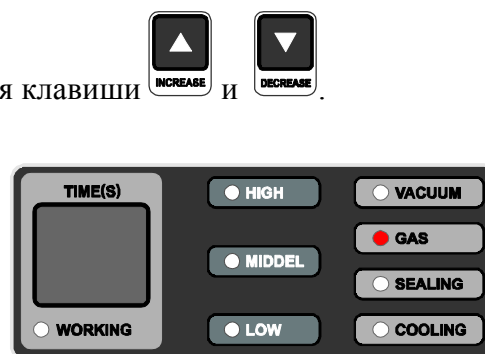 я клавиши INCREASE и DECREASE.
TIME(S)
WORKING
HIGH
MIDDEL
LOW
VACUUM
GAS
SEALING
COOLING